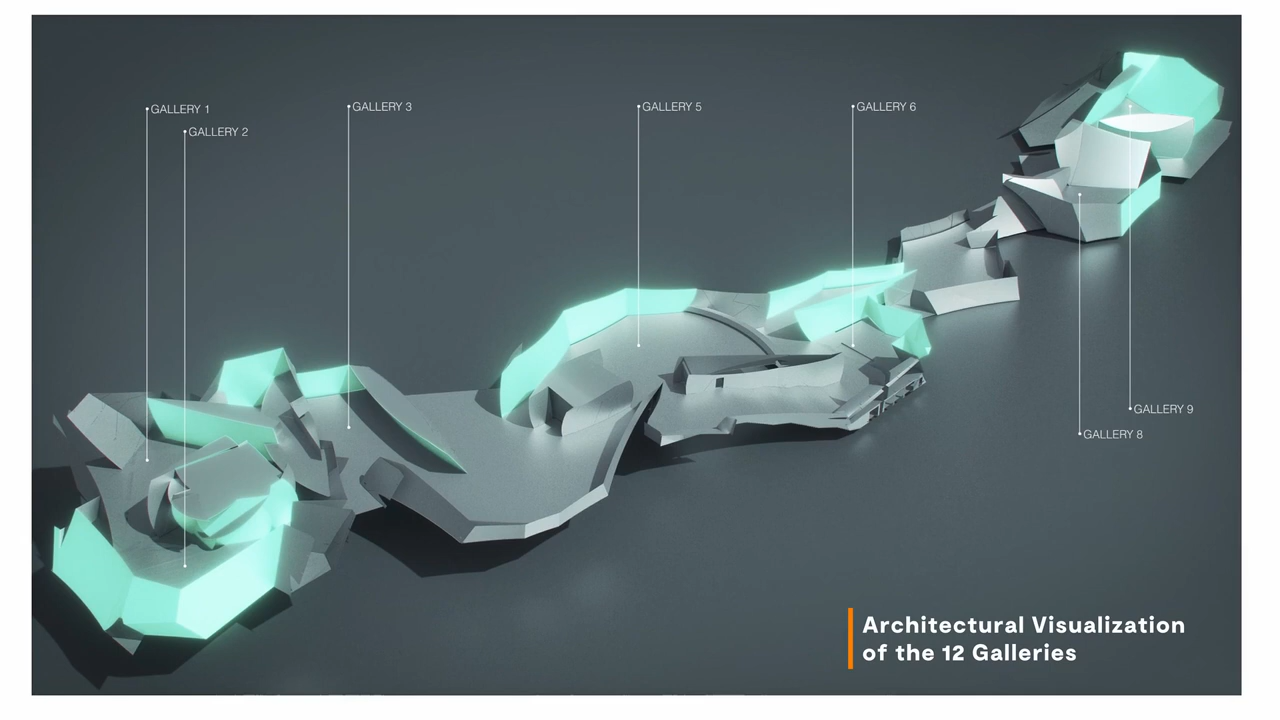 GALLERY 1
GALLERY 2
GALLERY 3
GALLERY 5
GALLERY 6
GALLERY 9
GALLERY 8
Architectural Visualization
of the 12 Galleries